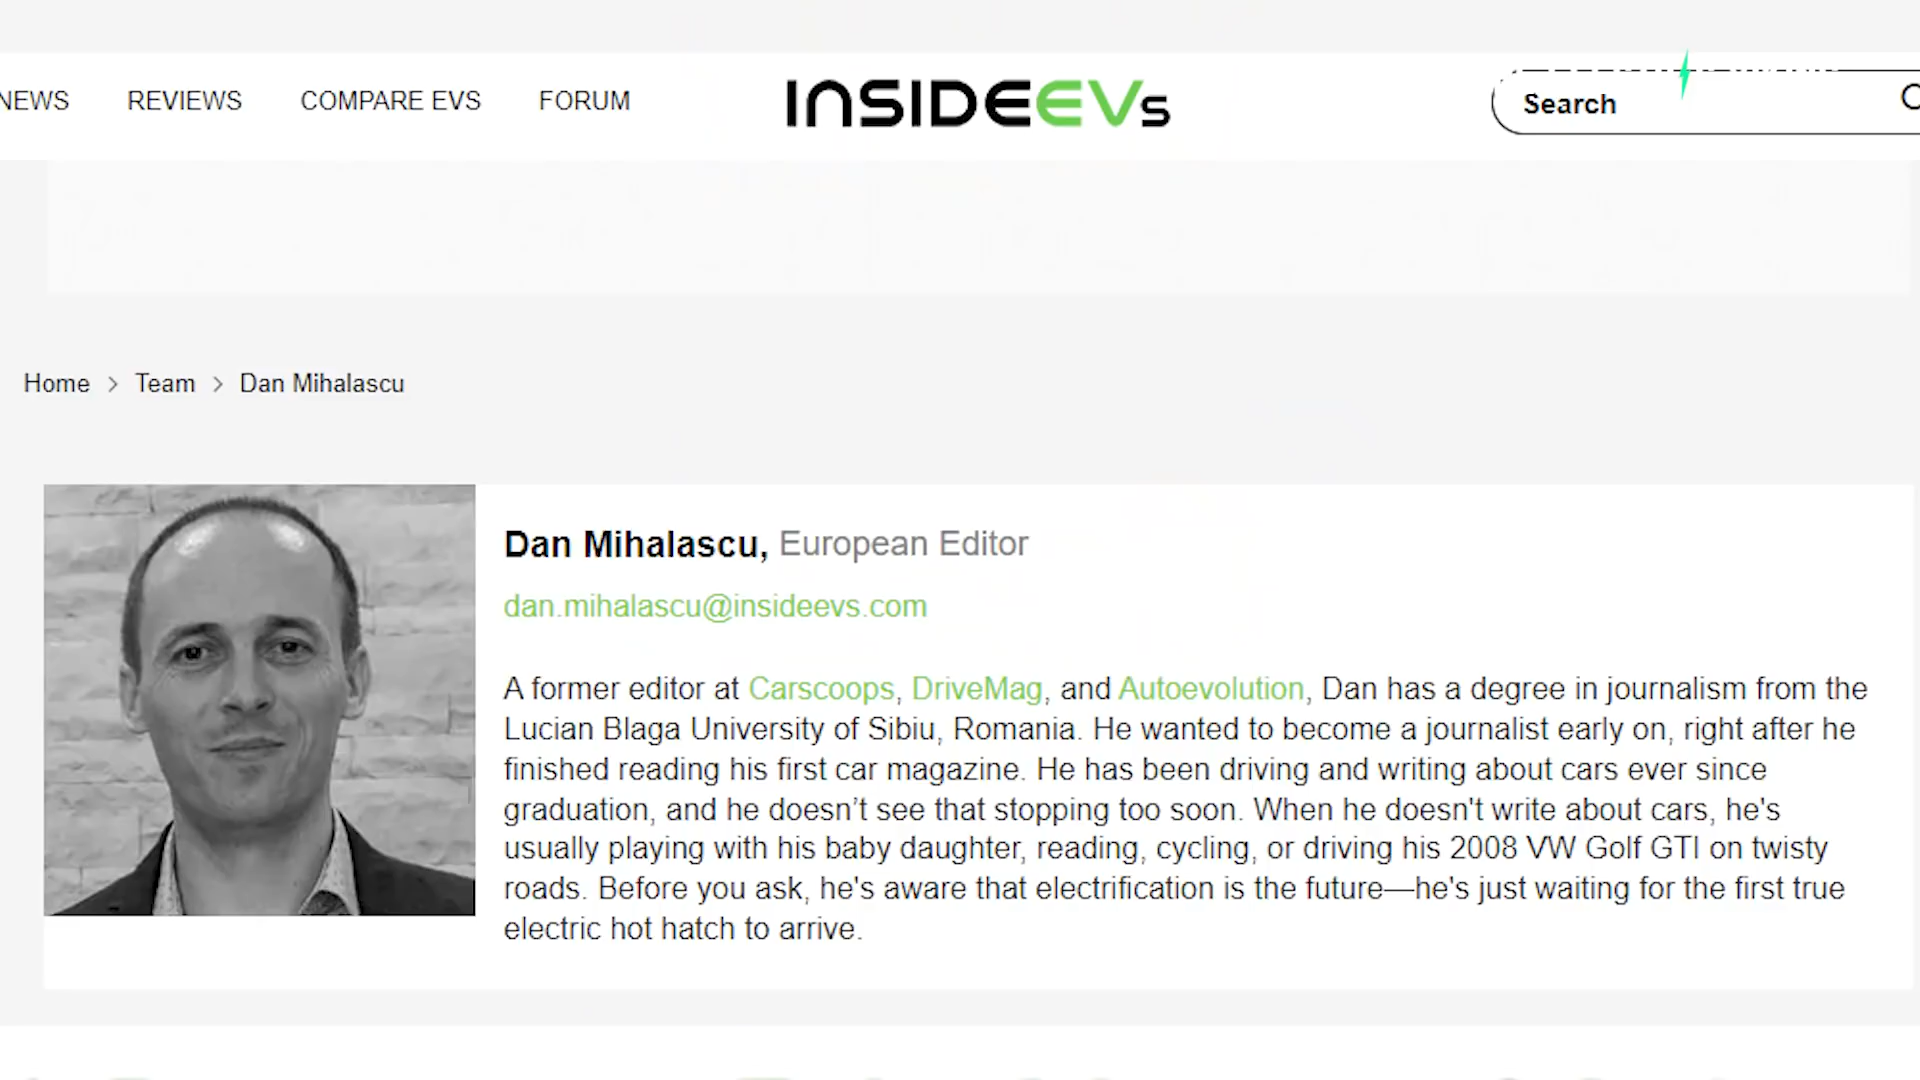 NEWS REVIEWS COMPARE EVS FORUM INSIDEEVs Search
Home > Team > Dan Mihalascu
Dan Mihalascu, European Editor
dan.mihalascu@insideevs.com
A former editor at Carscoops, DriveMag, and Autoevolution, Dan has a degree in journalism from the
Lucian Blaga University of Sibiu, Romania. He wanted to become a journalist early on, right after he
finished reading his first car magazine. He has been driving and writing about cars ever since
graduation, and he doesn’t see that stopping too soon. When he doesn't write about cars, he's
usually playing with his baby daughter, reading, cycling, or driving his 2008 VW Golf GTI on twisty
roads. Before you ask, he's aware that electrification is the future—he's just waiting for the first true
electric hot hatch to arrive.